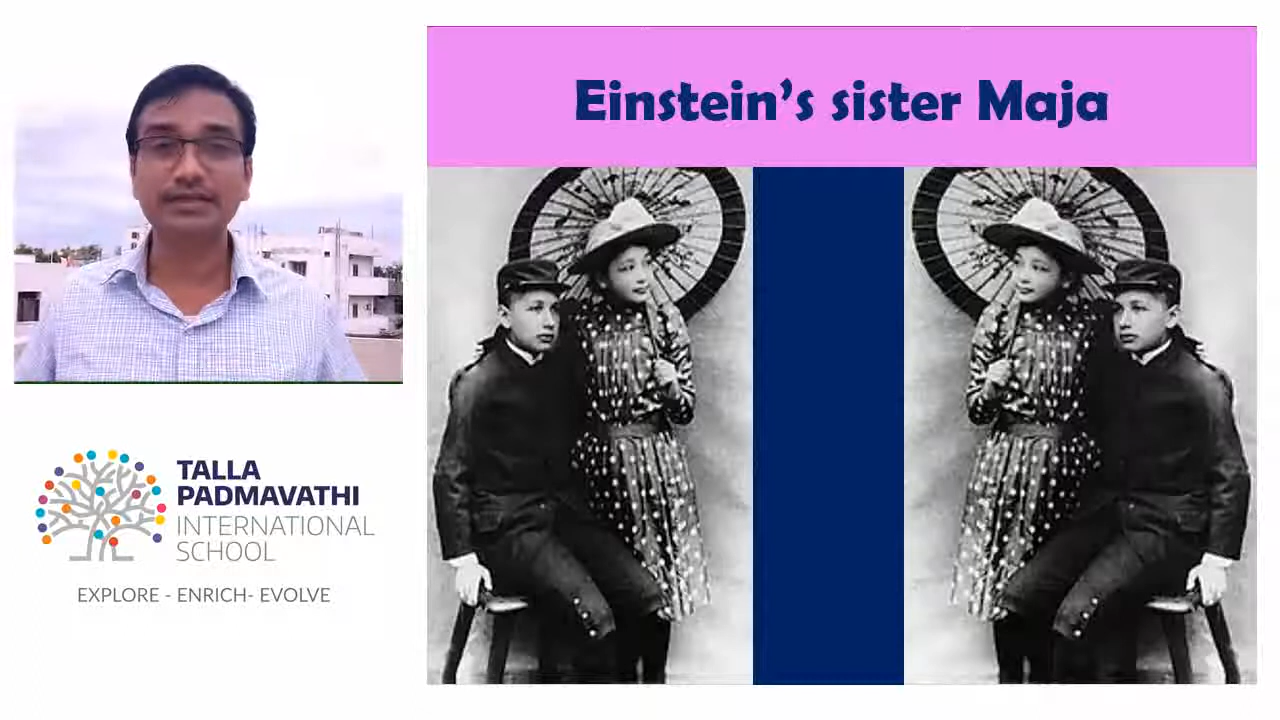 Einstein’s sister Maja
TALLA
PADMAVATHI
INTERNATIONAL
SCHOOL
EXPLORE - ENRICH- EVOLVE